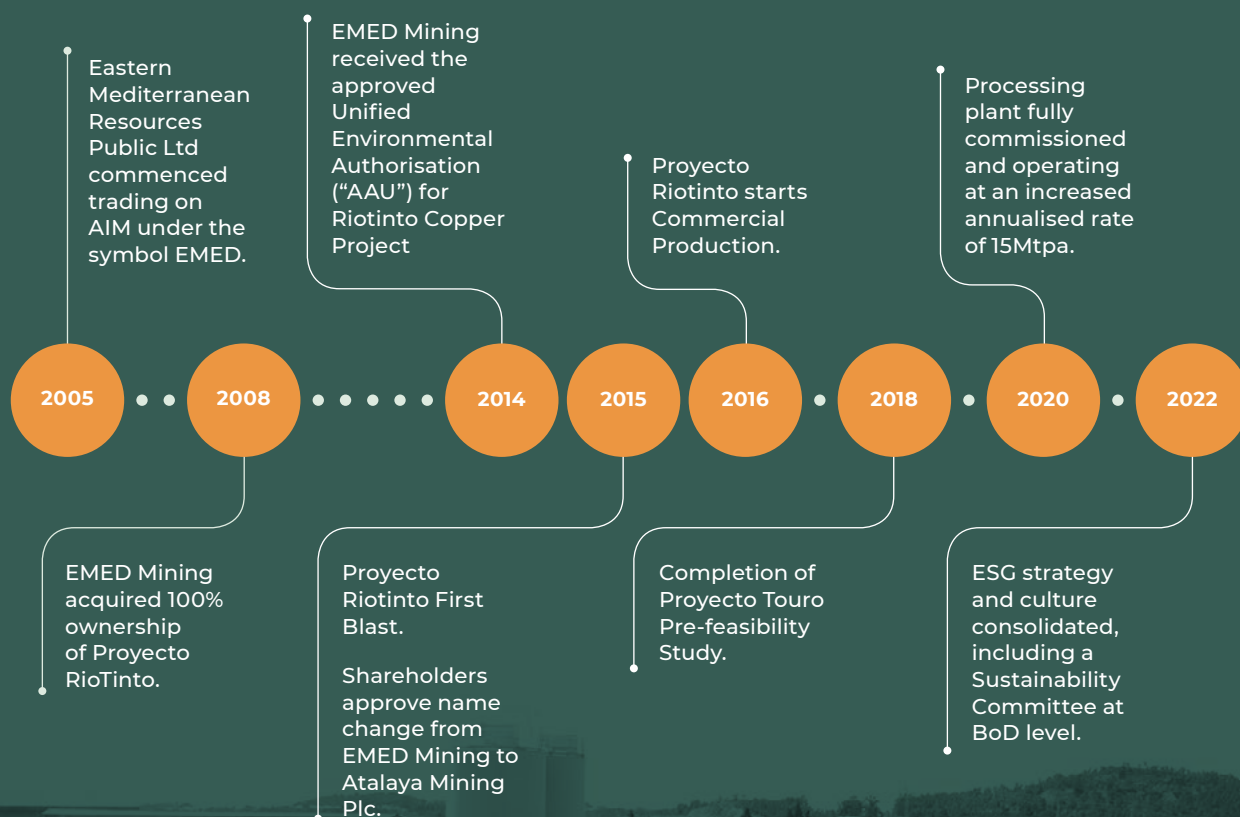 Eastern
Mediterranean
Resources
Public Ltd
commenced
trading on
AIM under the
symbol EMED.
EMED Mining
received the
approved
Unified
Environmental
Authorisation
(“AAU”) for
Riotinto Copper
Project
Proyecto
Riotinto starts
Commercial
Production.
Processing
plant fully
commissioned
and operating
at an increased
annualised rate
of 15Mtpa.
2005
2008
2014
2015
2016
2018
2020
2022
EMED Mining
acquired 100%
ownership
of Proyecto
RioTinto.
Proyecto
Riotinto First
Blast.
Shareholders
approve name
change from
EMED Mining to
Atalaya Mining
Plc.
Completion of
Proyecto Touro
Pre-feasibility
Study.
ESG strategy
and culture
consolidated,
including a
Sustainability
Committee at
BoD level.